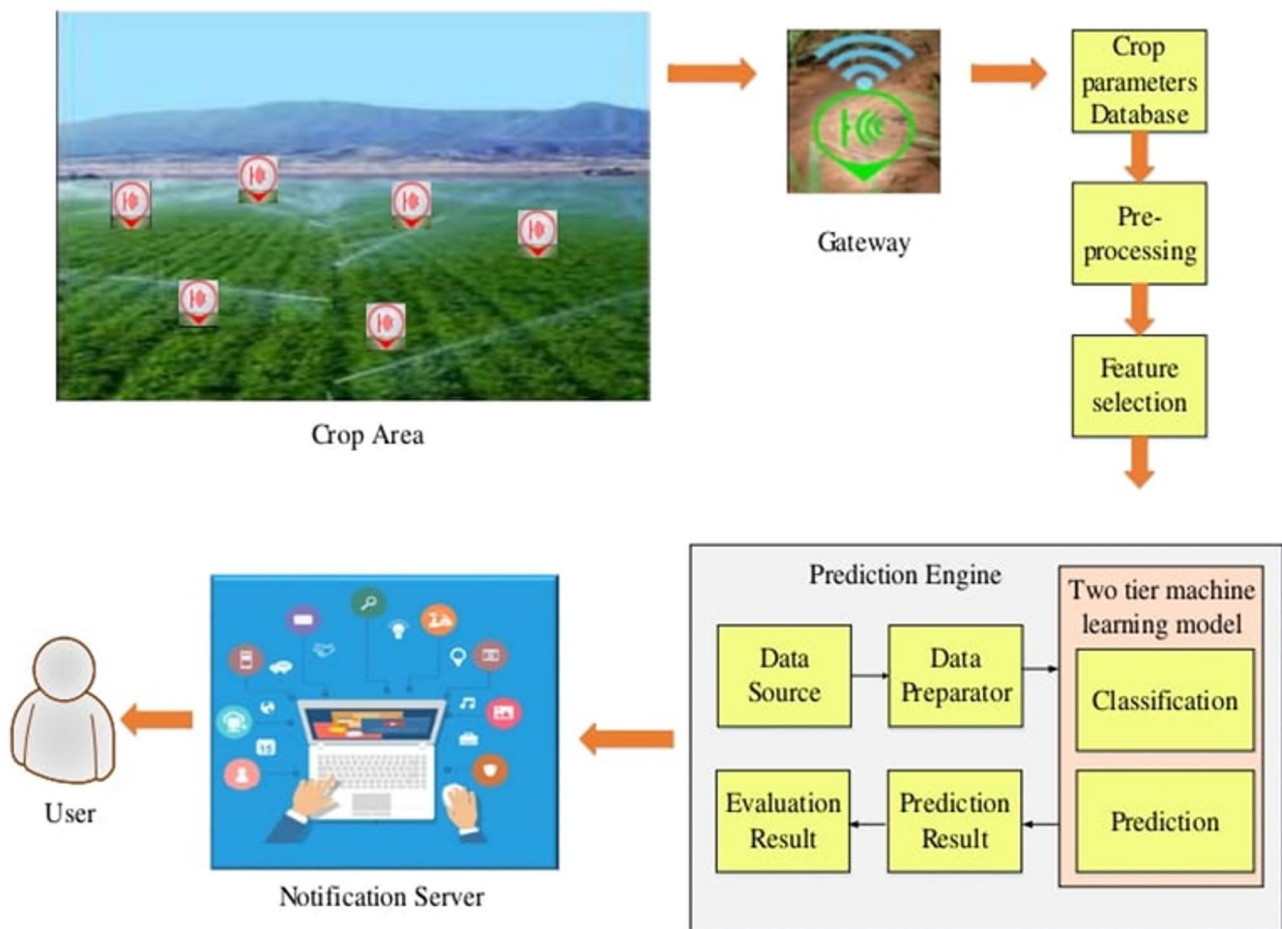 Crop
parameters
Database
Pre-
processing
Gateway
Feature
selection
Crop Area
Prediction Engine
Two tier machine
learning model
Data
Source
Data
Preparator
Classification
Evaluation
Result
Prediction
Result
Prediction
User
15
Notification Server